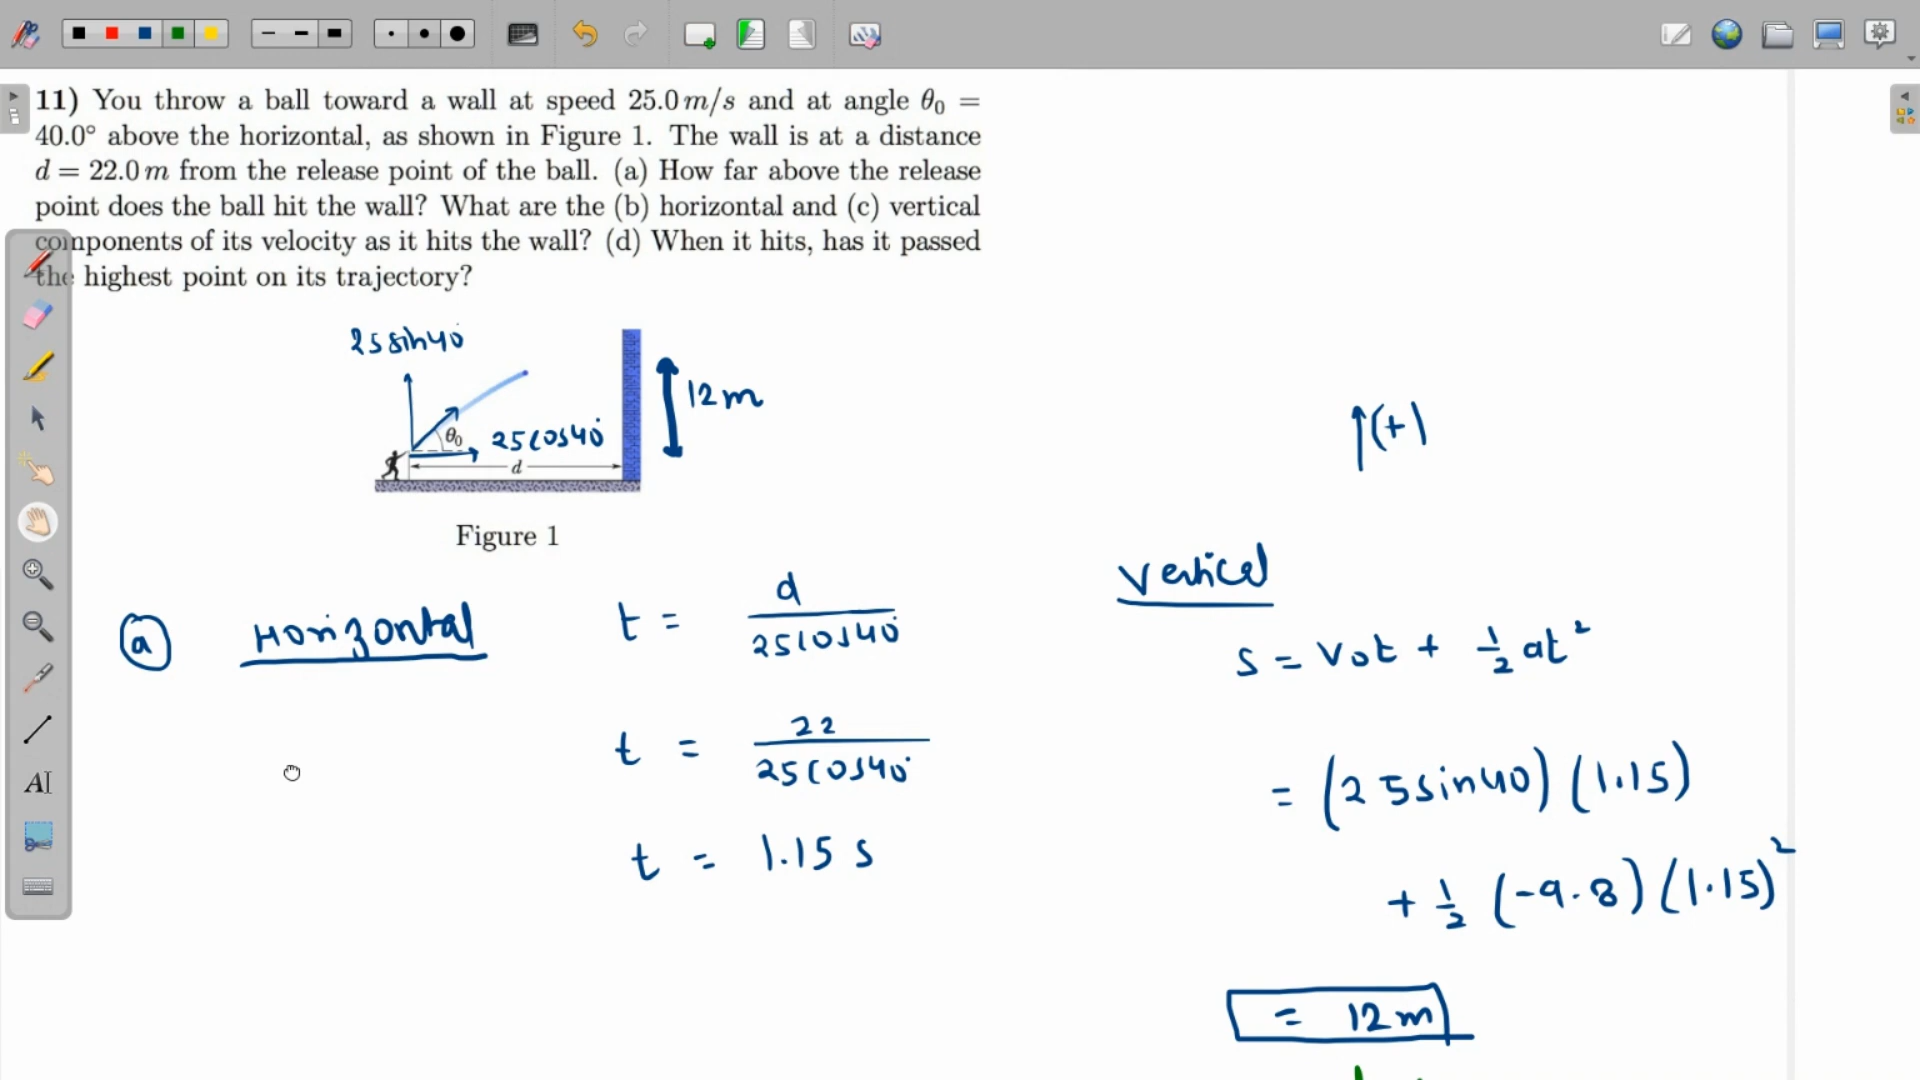 11) You throw a ball toward a wall at speed 25.0 m/s and at angle θ₀ =
40.0° above the horizontal, as shown in Figure 1. The wall is at a distance
d = 22.0 m from the release point of the ball. (a) How far above the release
point does the ball hit the wall? What are the (b) horizontal and (c) vertical
components of its velocity as it hits the wall? (d) When it hits, has it passed
the highest point on its trajectory?
25 sin40°
12 m
θ₀
25 cos40°
d
Figure 1
↑(+)
(a) Horizontal
t = d / 25 cos40°
t = 22 / 25 cos40°
t = 1.15 s
Vertical
s = v₀t + ½ at²
= (25 sin40) (1.15)
+ ½ (-9.8) (1.15)²
= 12 m
AI